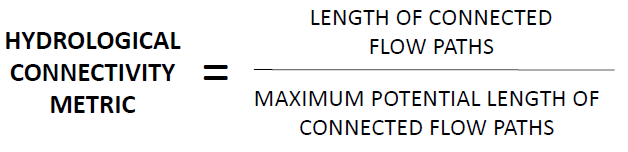 HYDROLOGICAL
CONNECTIVITY
METRIC
=
LENGTH OF CONNECTED
FLOW PATHS
MAXIMUM POTENTIAL LENGTH OF
CONNECTED FLOW PATHS